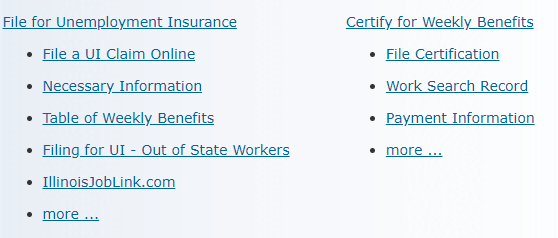 File for Unemployment Insurance
File a UI Claim Online
Necessary Information
Table of Weekly Benefits
Filing for UI - Out of State Workers
IllinoisJobLink.com
more ...
Certify for Weekly Benefits
File Certification
Work Search Record
Payment Information
more ...